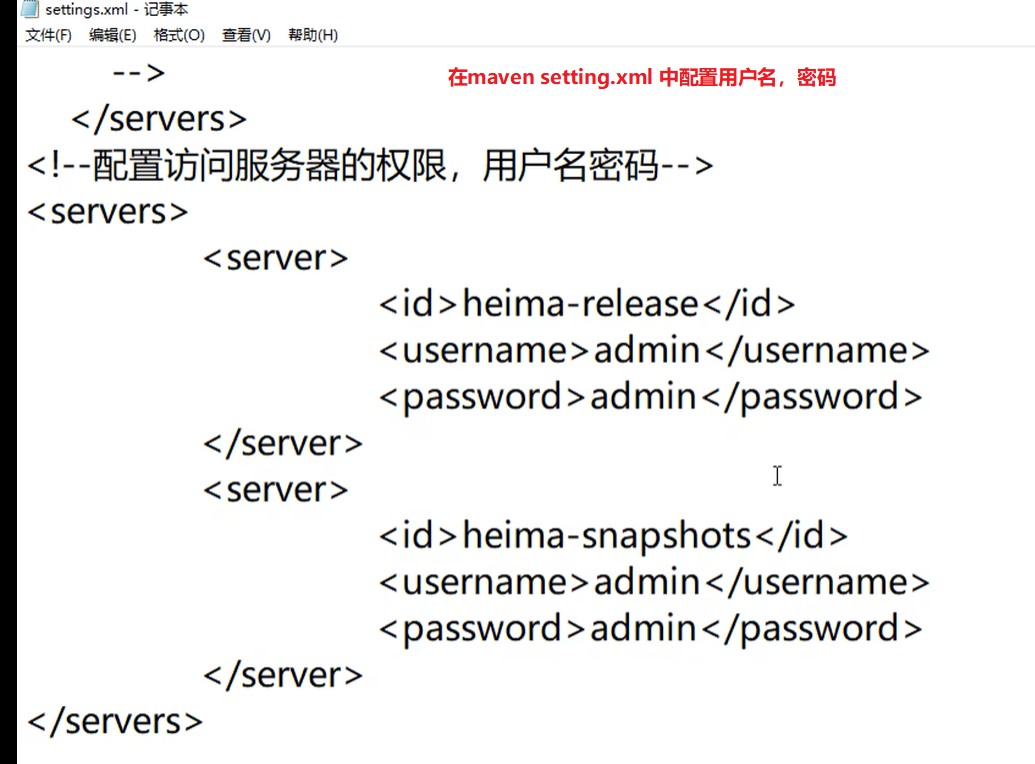 settings.xml - 记事本
文件(F) 编辑(E) 格式(O) 查看(V) 帮助(H)
-->
在maven setting.xml 中配置用户名，密码
</servers>
<!--配置访问服务器的权限，用户名密码-->
<servers>
<server>
<id>heima-release</id>
<username>admin</username>
<password>admin</password>
</server>
<server>
<id>heima-snapshots</id>
<username>admin</username>
<password>admin</password>
</server>
</servers>